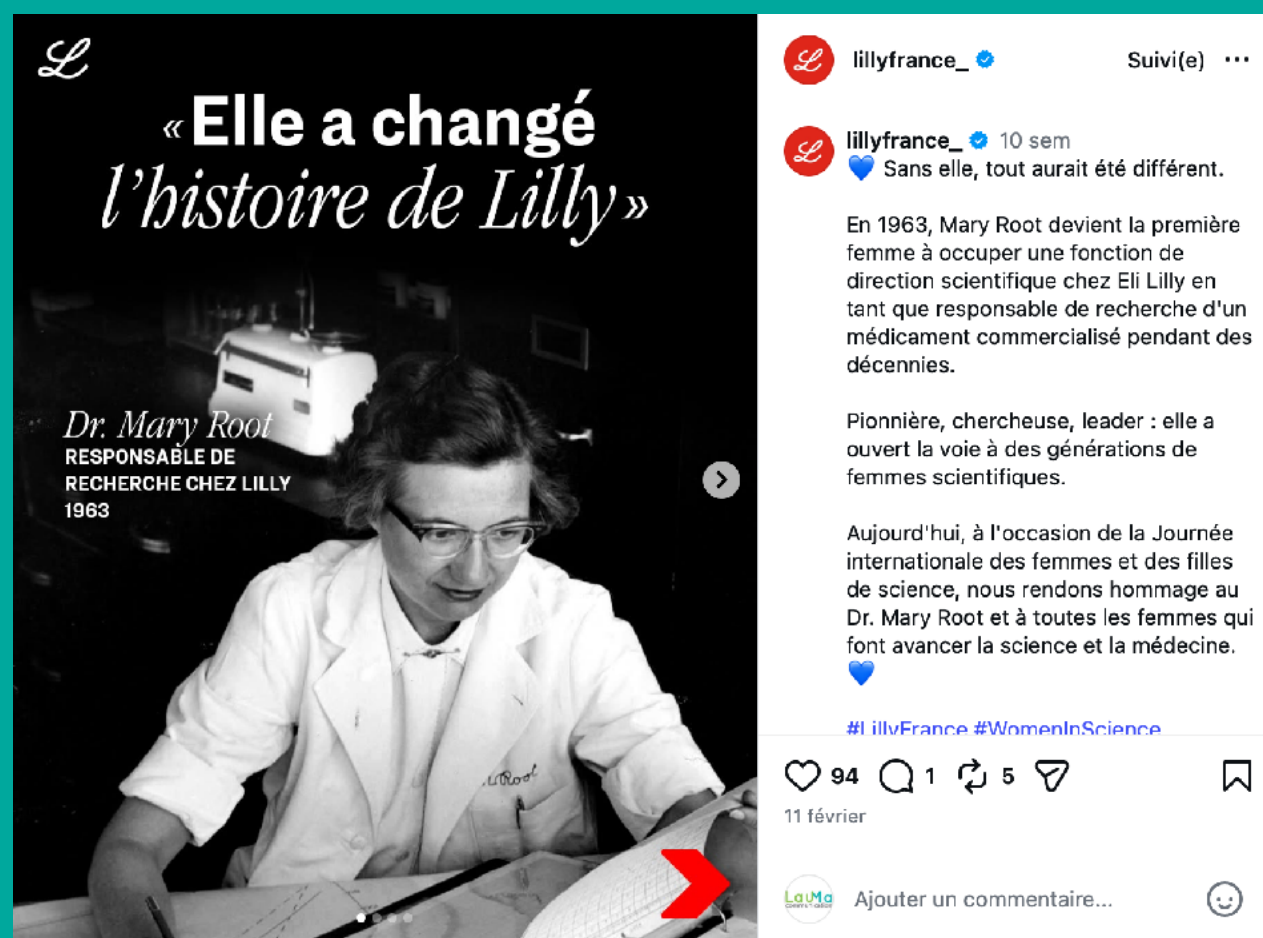 L
« Elle a changé
l'histoire de Lilly »
Dr. Mary Root
RESPONSABLE DE
RECHERCHE CHEZ LILLY
1963
lillyfrance_
Suivi(e)
lillyfrance_ 10 sem
💙 Sans elle, tout aurait été différent.
En 1963, Mary Root devient la première
femme à occuper une fonction de
direction scientifique chez Eli Lilly en
tant que responsable de recherche d'un
médicament commercialisé pendant des
décennies.
Pionnière, chercheuse, leader : elle a
ouvert la voie à des générations de
femmes scientifiques.
Aujourd'hui, à l'occasion de la Journée
internationale des femmes et des filles
de science, nous rendons hommage au
Dr. Mary Root et à toutes les femmes qui
font avancer la science et la médecine.
💙
#LillyFrance #WomenInScience
94 1 5
11 février
LauMa
Ajouter un commentaire...